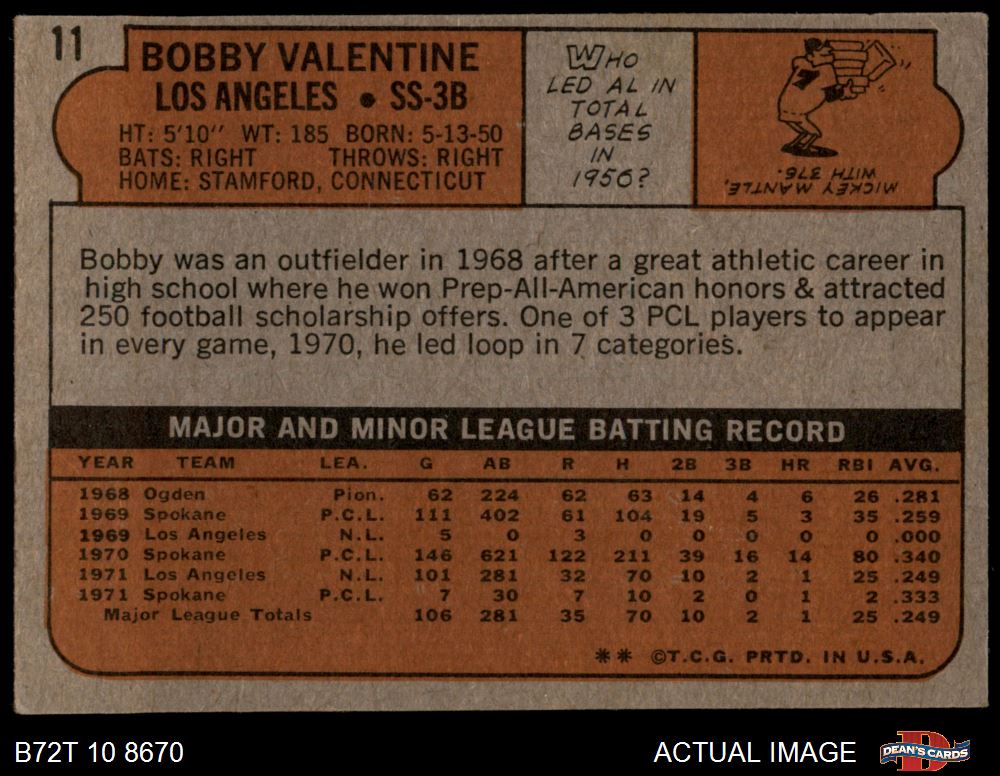 11
BOBBY VALENTINE
LOS ANGELES • SS-3B
HT: 5'10" WT: 185 BORN: 5-13-50
BATS: RIGHT THROWS: RIGHT
HOME: STAMFORD, CONNECTICUT
WHO
LED AL IN
TOTAL
BASES
IN
1956?
7
MICKEY MANTLE,
WITH 376.
Bobby was an outfielder in 1968 after a great athletic career in
high school where he won Prep-All-American honors & attracted
250 football scholarship offers. One of 3 PCL players to appear
in every game, 1970, he led loop in 7 categories.
MAJOR AND MINOR LEAGUE BATTING RECORD
YEAR TEAM LEA. G AB R H 2B 3B HR RBI AVG.
1968 Ogden Pion. 62 224 62 63 14 4 6 26 .281
1969 Spokane P.C.L. 111 402 61 104 19 5 3 35 .259
1969 Los Angeles N.L. 5 0 3 0 0 0 0 0 .000
1970 Spokane P.C.L. 146 621 122 211 39 16 14 80 .340
1971 Los Angeles N.L. 101 281 32 70 10 2 1 25 .249
1971 Spokane P.C.L. 7 30 7 10 2 0 1 2 .333
Major League Totals 106 281 35 70 10 2 1 25 .249
** ©T.C.G. PRTD. IN U.S.A.
B72T 10 8670
ACTUAL IMAGE
D
DEAN'S CARDS